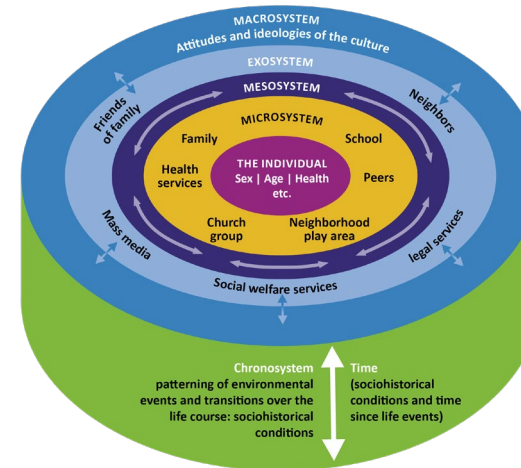 MACROSYSTEM
Attitudes and ideologies of the culture
EXOSYSTEM
MESOSYSTEM
MICROSYSTEM
Friends
of family
Neighbors
Family
School
THE INDIVIDUAL
Sex | Age | Health
etc.
Health
services
Peers
Church
group
Neighborhood
play area
Mass media
legal services
Social welfare services
Chronosystem
patterning of environmental
events and transitions over the
life course: sociohistorical
conditions
Time
(sociohistorical
conditions and time
since life events)